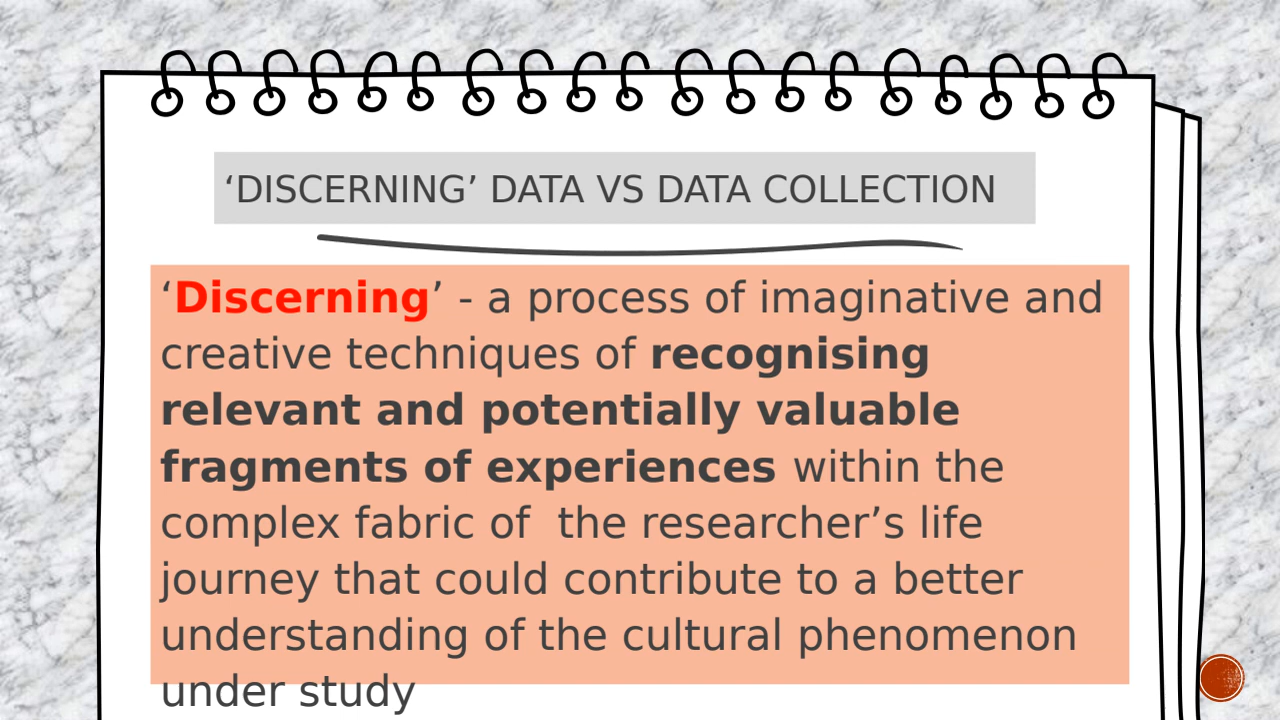 ‘DISCERNING’ DATA VS DATA COLLECTION
‘Discerning’ - a process of imaginative and
creative techniques of recognising
relevant and potentially valuable
fragments of experiences within the
complex fabric of  the researcher’s life
journey that could contribute to a better
understanding of the cultural phenomenon
under study